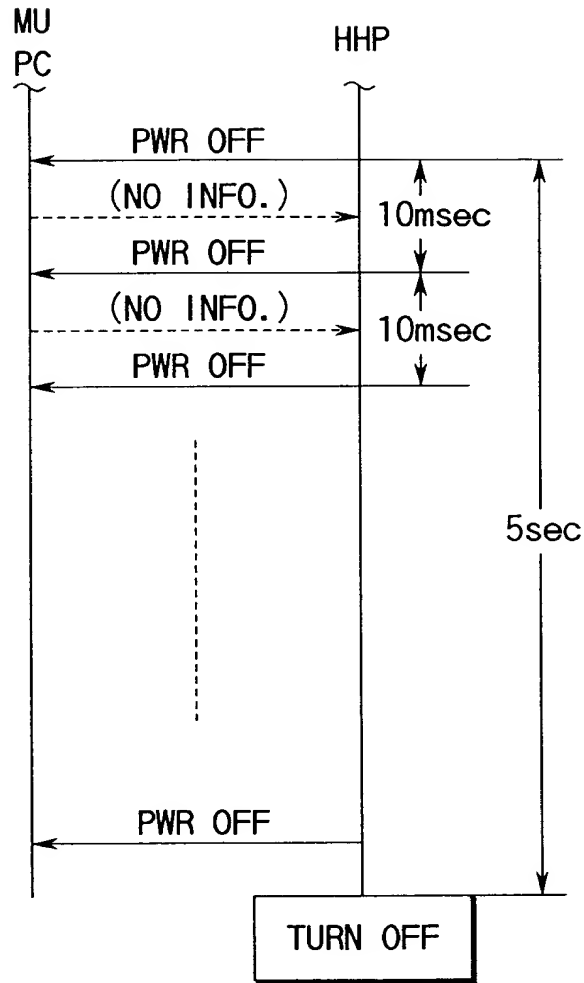 MU
PC
HHP
PWR OFF
(NO INFO.)
10msec
PWR OFF
(NO INFO.)
10msec
PWR OFF
5sec
PWR OFF
TURN OFF